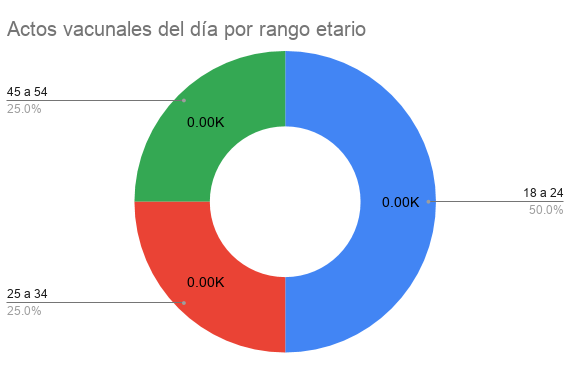 Actos vacunales del día por rango etario
45 a 54
25.0%
0.00K
18 a 24
50.0%
0.00K
25 a 34
25.0%
0.00K